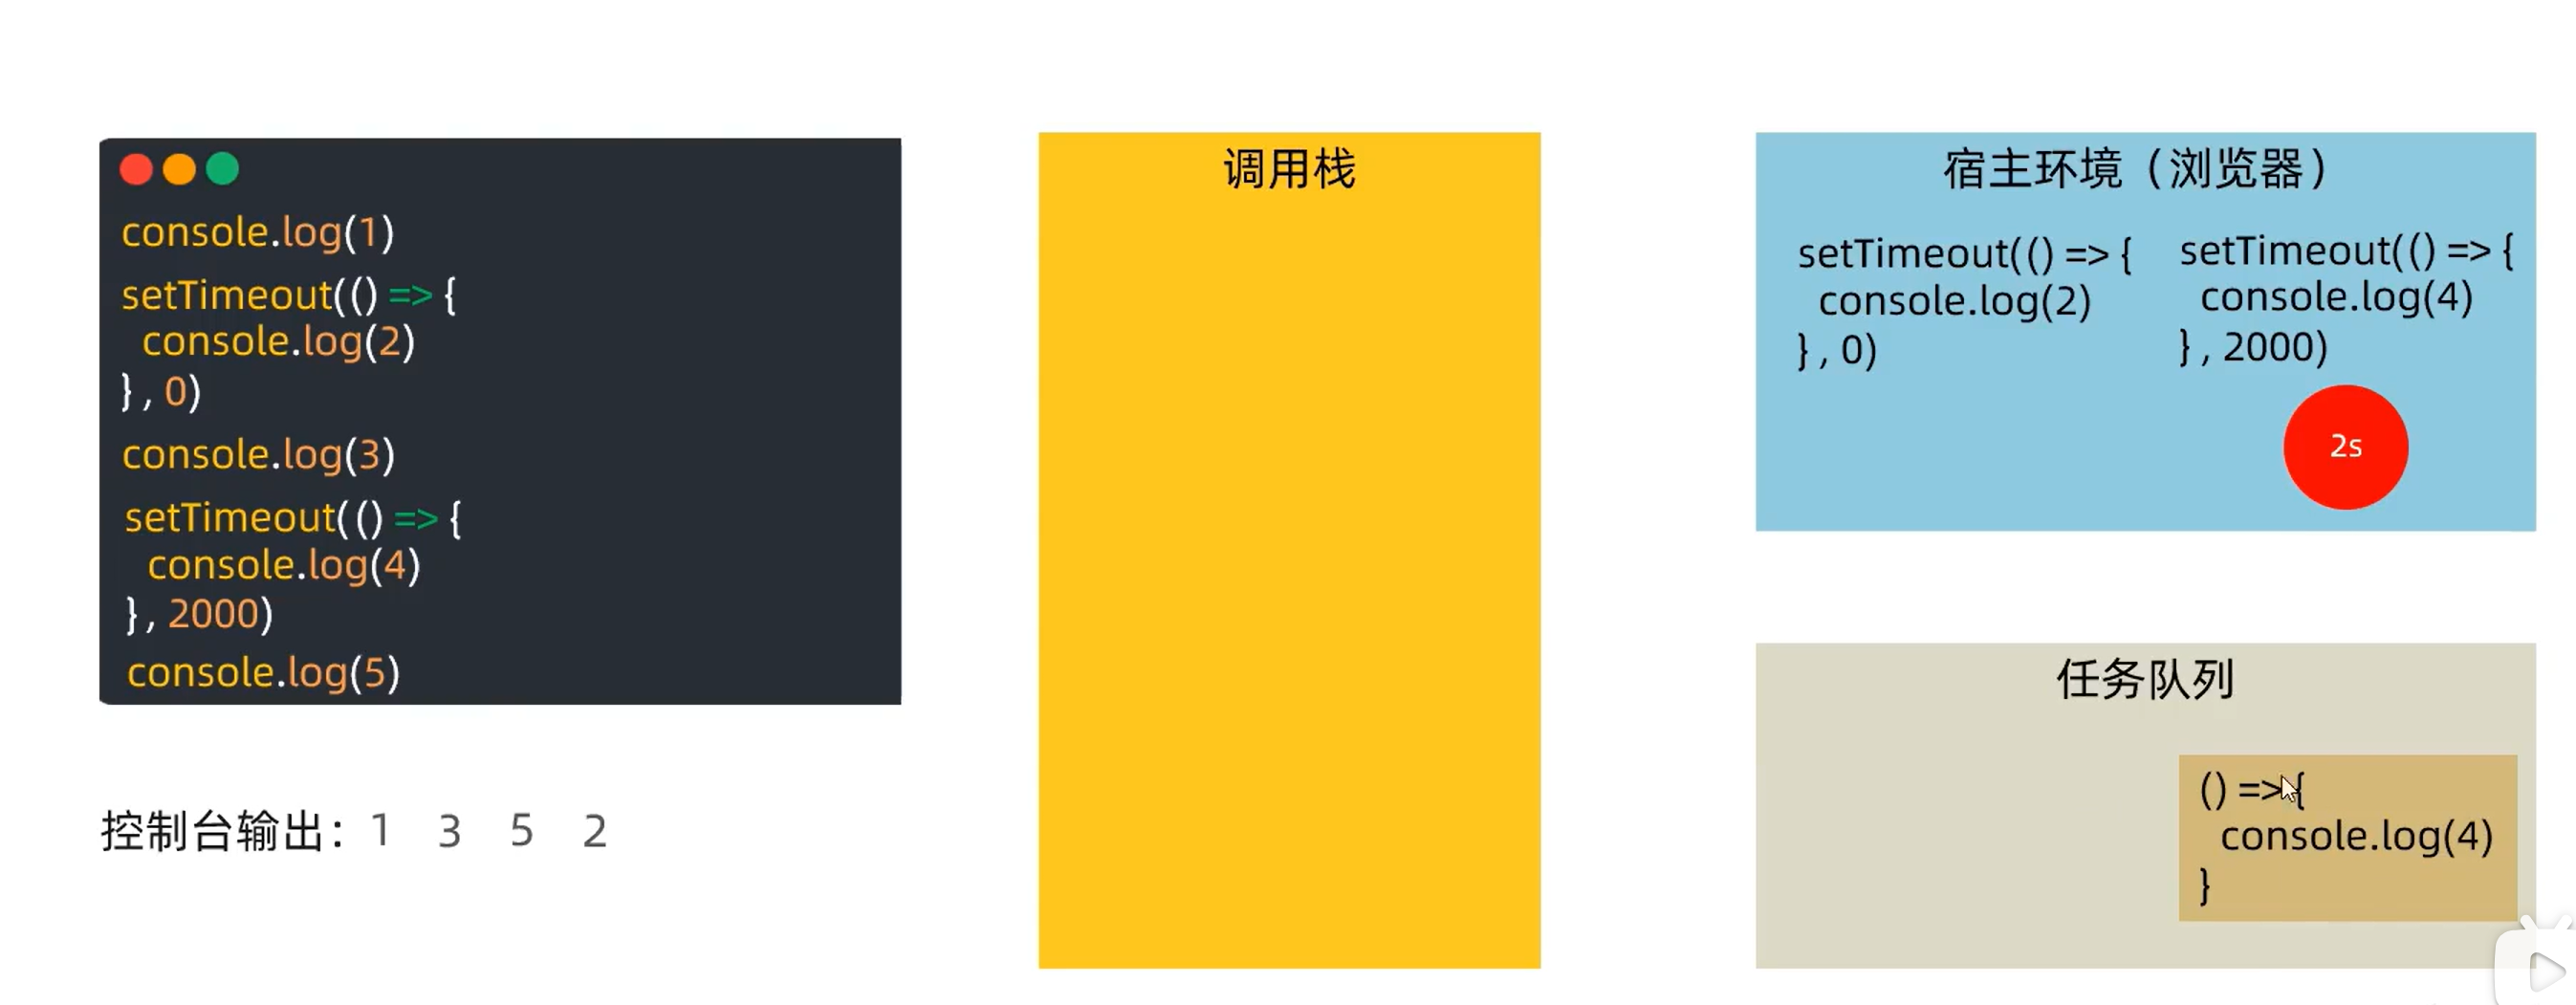 console.log(1)
setTimeout(() => {
console.log(2)
} , 0)
console.log(3)
setTimeout(() => {
console.log(4)
} , 2000)
console.log(5)
控制台输出：1 3 5 2
调用栈
宿主环境（浏览器）
setTimeout(() => {
console.log(2)
} , 0)
setTimeout(() => {
console.log(4)
} , 2000)
2s
任务队列
() => {
console.log(4)
}